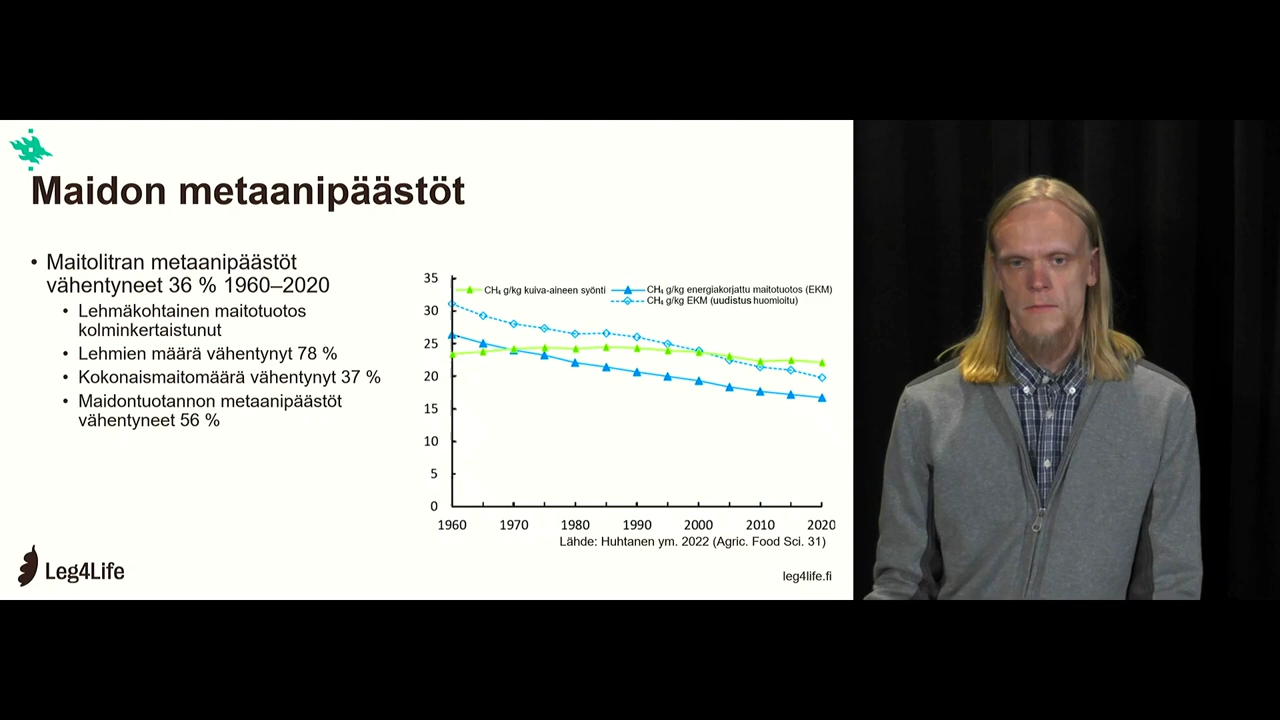 Maidon metaanipäästöt
• Maitolitran metaanipäästöt
vähentyneet 36 % 1960–2020
• Lehmäkohtainen maitotuotos
kolminkertaistunut
• Lehmien määrä vähentynyt 78 %
• Kokonaismaitomäärä vähentynyt 37 %
• Maidontuotannon metaanipäästöt
vähentyneet 56 %
CH₄ g/kg kuiva-aineen syönti
CH₄ g/kg energiakorjattu maitotuotos (EKM)
CH₄ g/kg EKM (uudistus huomioitu)
35
30
25
20
15
10
5
0
1960 1970 1980 1990 2000 2010 2020
Lähde: Huhtanen ym. 2022 (Agric. Food Sci. 31)
Leg4Life
leg4life.fi